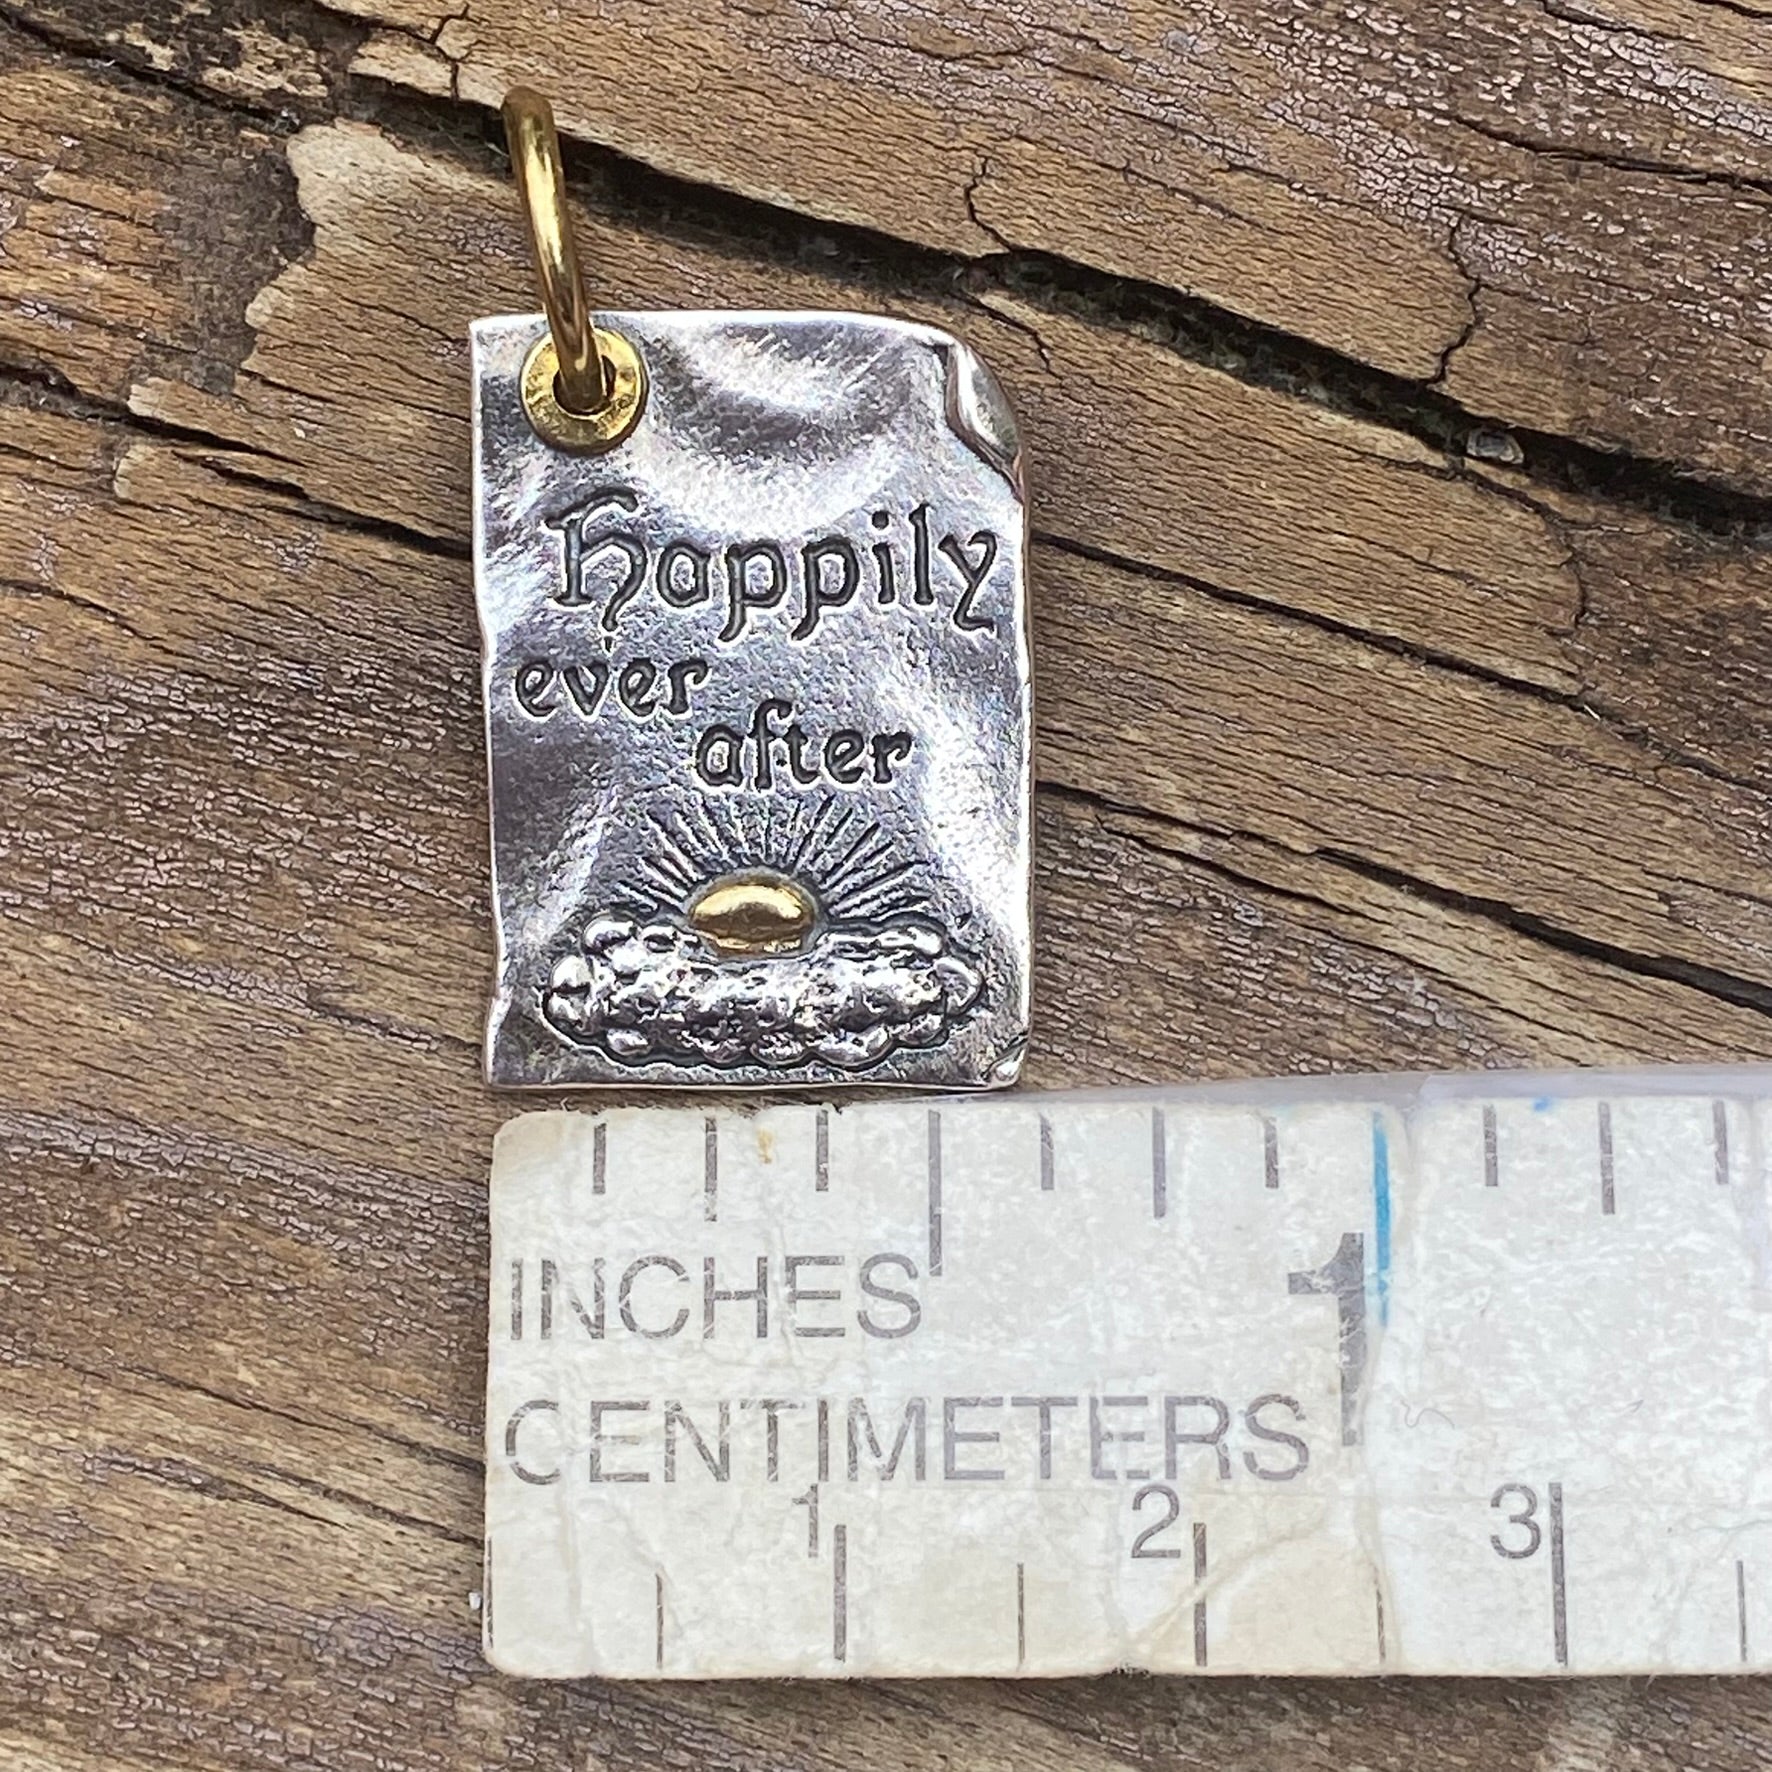 Happily
ever
after
INCHES
1
CENTIMETERS
1 2 3